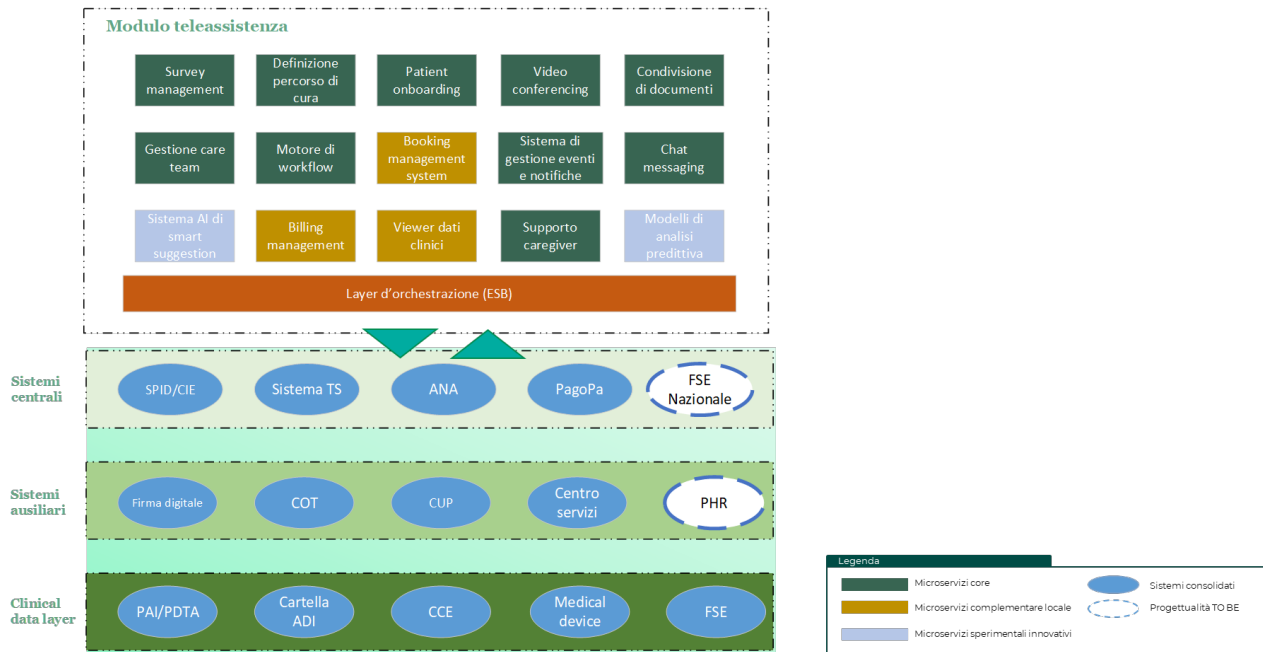 Modulo teleassistenza
Survey
management
Definizione
percorso di
cura
Patient
onboarding
Video
conferencing
Condivisione
di documenti
Gestione care
team
Motore di
workflow
Booking
management
system
Sistema di
gestione eventi
e notifiche
Chat
messaging
Sistema AI di
smart
suggestion
Billing
management
Viewer dati
clinici
Supporto
caregiver
Modelli di
analisi
predittiva
Layer d'orchestrazione (ESB)
Sistemi
centrali
SPID/CIE
Sistema TS
ANA
PagoPa
FSE
Nazionale
Sistemi
ausiliari
Firma digitale
COT
CUP
Centro
servizi
PHR
Clinical
data layer
PAI/PDTA
Cartella
ADI
CCE
Medical
device
FSE
Legenda
Microservizi core
Sistemi consolidati
Microservizi complementare locale
Progettualità TO BE
Microservizi sperimentali innovativi